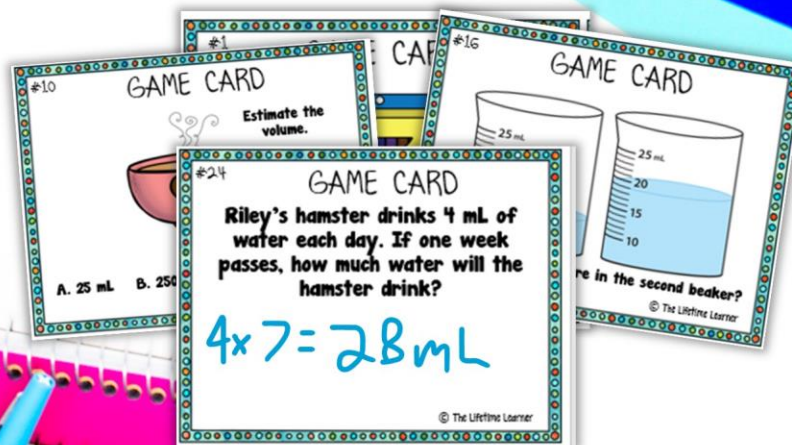 #1
#10
GAME CARD
Estimate the
volume.
A. 25 mL B. 250
#16
GAME CARD
25 mL
25 mL
20
15
10
re in the second beaker?
© The Lifetime Learner
#24
GAME CARD
Riley's hamster drinks 4 mL of
water each day. If one week
passes, how much water will the
hamster drink?
4x7=28mL
© The Lifetime Learner